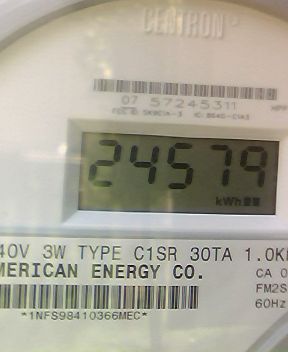 CENTRON®
07 57245311
24579
kWh
40V 3W TYPE C1SR 30TA 1.0K
MERICAN ENERGY CO.
CA 0
FM2S
60Hz
*1NFS98410366MEC*